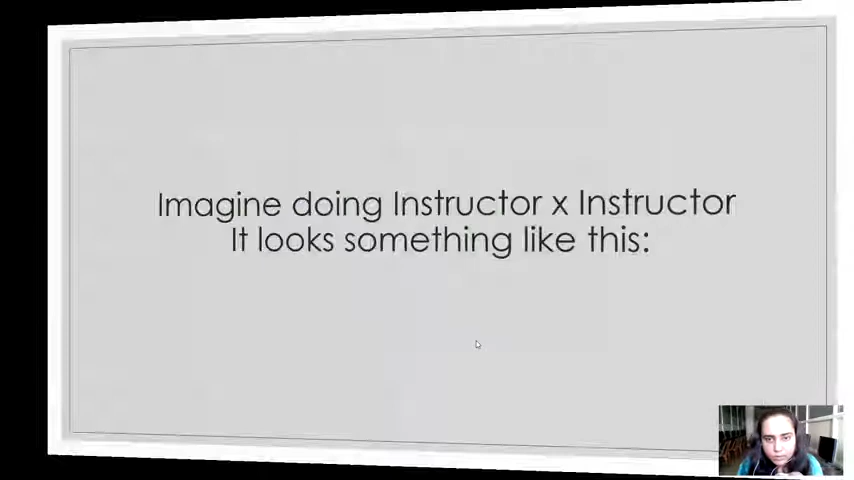 Imagine doing Instructor x Instructor
It looks something like this: